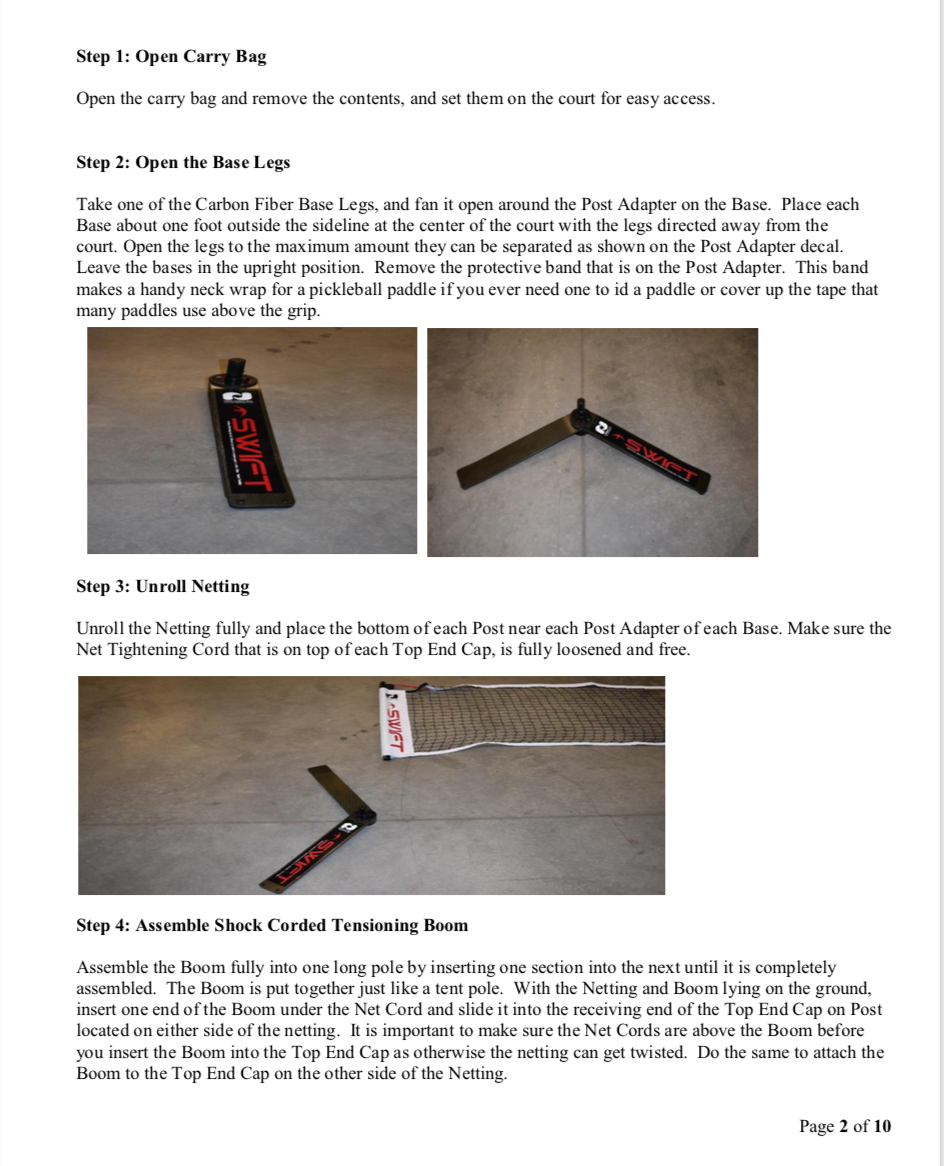 Step 1: Open Carry Bag
Open the carry bag and remove the contents, and set them on the court for easy access.
Step 2: Open the Base Legs
Take one of the Carbon Fiber Base Legs, and fan it open around the Post Adapter on the Base. Place each
Base about one foot outside the sideline at the center of the court with the legs directed away from the
court. Open the legs to the maximum amount they can be separated as shown on the Post Adapter decal.
Leave the bases in the upright position. Remove the protective band that is on the Post Adapter. This band
makes a handy neck wrap for a pickleball paddle if you ever need one to id a paddle or cover up the tape that
many paddles use above the grip.
SWIFT
SWIFT
Step 3: Unroll Netting
Unroll the Netting fully and place the bottom of each Post near each Post Adapter of each Base. Make sure the
Net Tightening Cord that is on top of each Top End Cap, is fully loosened and free.
SWIFT
SWIFT
Step 4: Assemble Shock Corded Tensioning Boom
Assemble the Boom fully into one long pole by inserting one section into the next until it is completely
assembled. The Boom is put together just like a tent pole. With the Netting and Boom lying on the ground,
insert one end of the Boom under the Net Cord and slide it into the receiving end of the Top End Cap on Post
located on either side of the netting. It is important to make sure the Net Cords are above the Boom before
you insert the Boom into the Top End Cap as otherwise the netting can get twisted. Do the same to attach the
Boom to the Top End Cap on the other side of the Netting.
Page 2 of 10